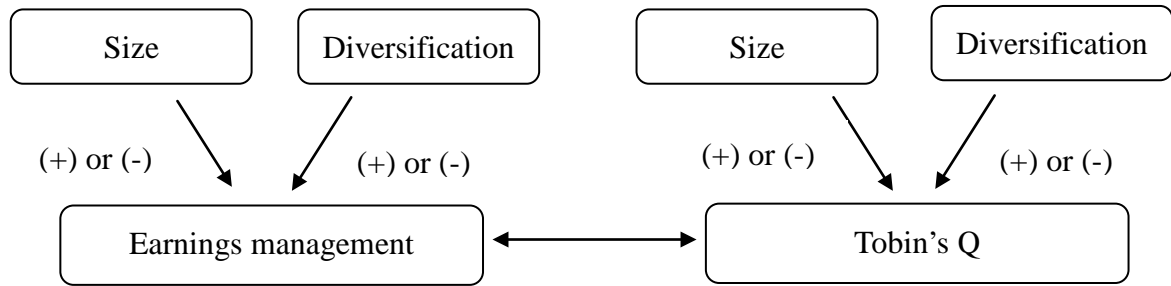 Size
Diversification
Size
Diversification
(+) or (-)
(+) or (-)
(+) or (-)
(+) or (-)
Earnings management
Tobin’s Q